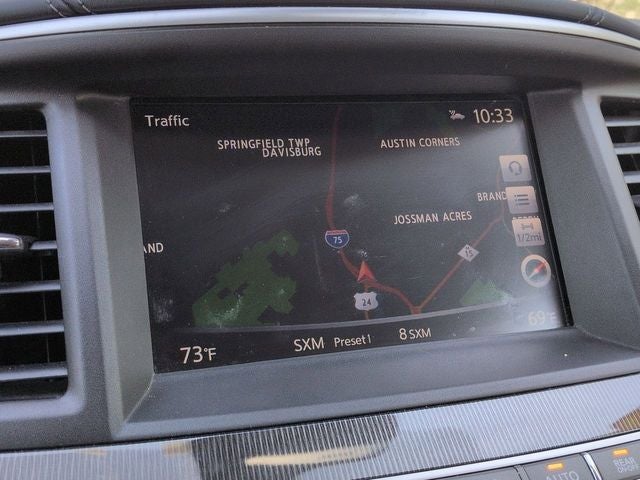 Traffic
10:33
SPRINGFIELD TWP
DAVISBURG
AUSTIN CORNERS
BRAND
JOSSMAN ACRES
AND
75
15
1/2mi
24
73°F
SXM Preset1 8 SXM
69°F
AUTO
REAR